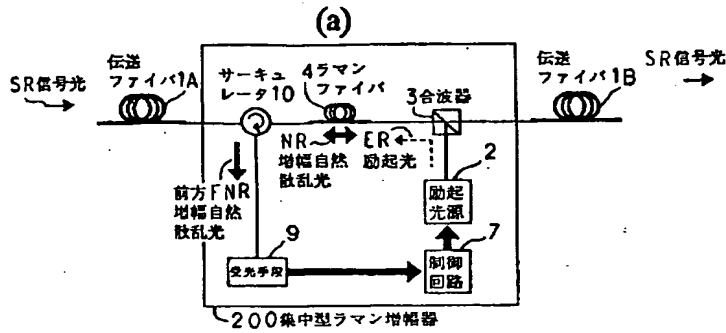 (a)
SR信号光
伝送
ファイバ1A
サーキュ
レータ10
4ラマン
ファイバ
3合波器
伝送
ファイバ1B
SR信号光
NR
増幅自然
散乱光
ER
励起光
前方FNR
増幅自然
散乱光
2
励起
光源
9
受光手段
7
制御
回路
200集中型ラマン増幅器